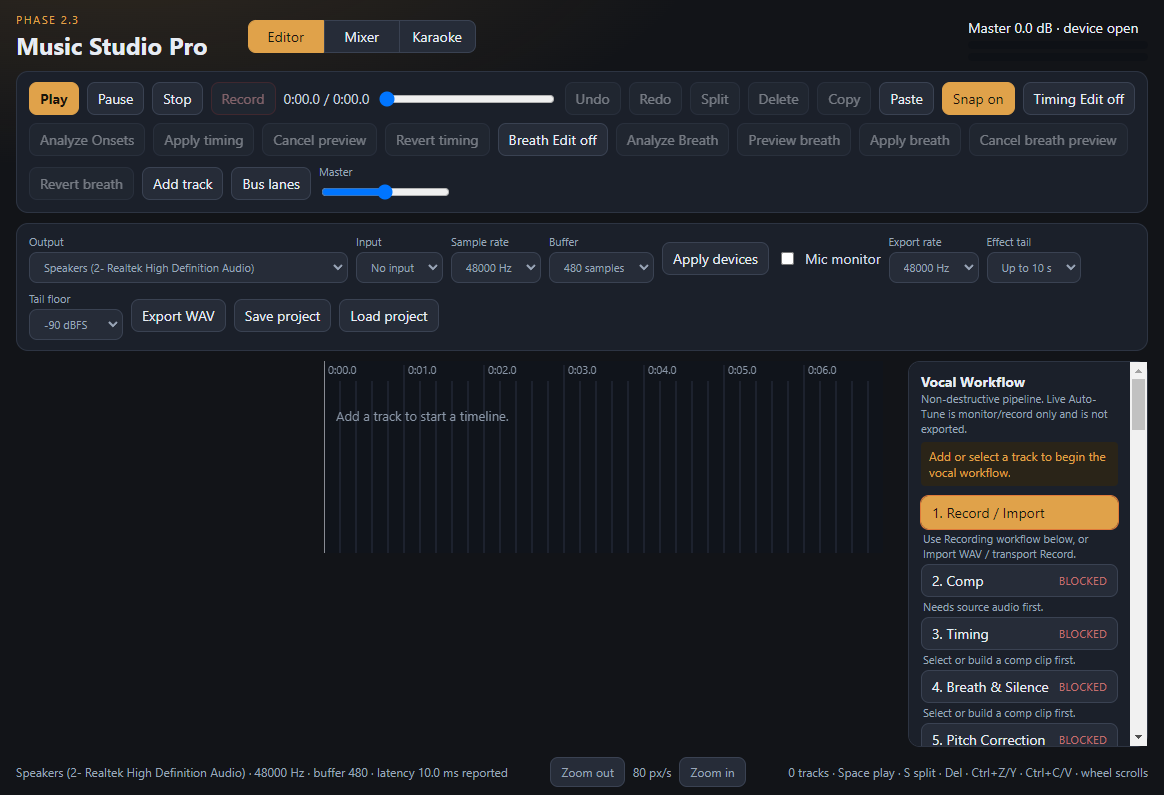 PHASE 2.3
Music Studio Pro
Editor Mixer Karaoke
Master 0.0 dB · device open
Play Pause Stop Record 0:00.0 / 0:00.0 Undo Redo Split Delete Copy Paste Snap on Timing Edit off
Analyze Onsets Apply timing Cancel preview Revert timing Breath Edit off Analyze Breath Preview breath Apply breath Cancel breath preview
Revert breath Add track Bus lanes Master
Output Input Sample rate Buffer Export rate Effect tail
Speakers (2- Realtek High Definition Audio) No input 48000 Hz 480 samples Apply devices Mic monitor 48000 Hz Up to 10 s
Tail floor
-90 dBFS Export WAV Save project Load project
0:00.0 0:01.0 0:02.0 0:03.0 0:04.0 0:05.0 0:06.0
Add a track to start a timeline.
Vocal Workflow
Non-destructive pipeline. Live Auto-
Tune is monitor/record only and is not
exported.
Add or select a track to begin the
vocal workflow.
1. Record / Import
Use Recording workflow below, or
Import WAV / transport Record.
2. Comp BLOCKED
Needs source audio first.
3. Timing BLOCKED
Select or build a comp clip first.
4. Breath & Silence BLOCKED
Select or build a comp clip first.
5. Pitch Correction BLOCKED
Speakers (2- Realtek High Definition Audio) · 48000 Hz · buffer 480 · latency 10.0 ms reported
Zoom out 80 px/s Zoom in
0 tracks · Space play · S split · Del · Ctrl+Z/Y · Ctrl+C/V · wheel scrolls